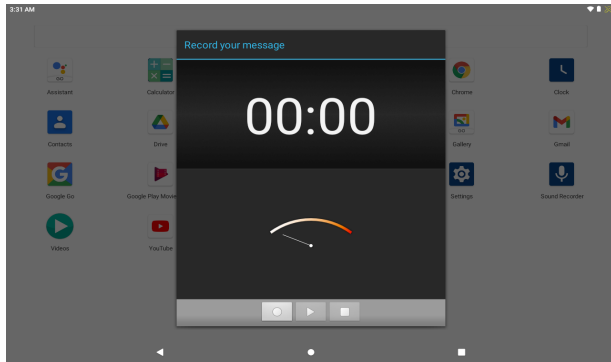 3:31 AM
Record your message
00:00
Assistant
Calculator
Chrome
Clock
Contacts
Drive
Gallery
Gmail
Google Go
Google Play Movie
Settings
Sound Recorder
Videos
YouTube